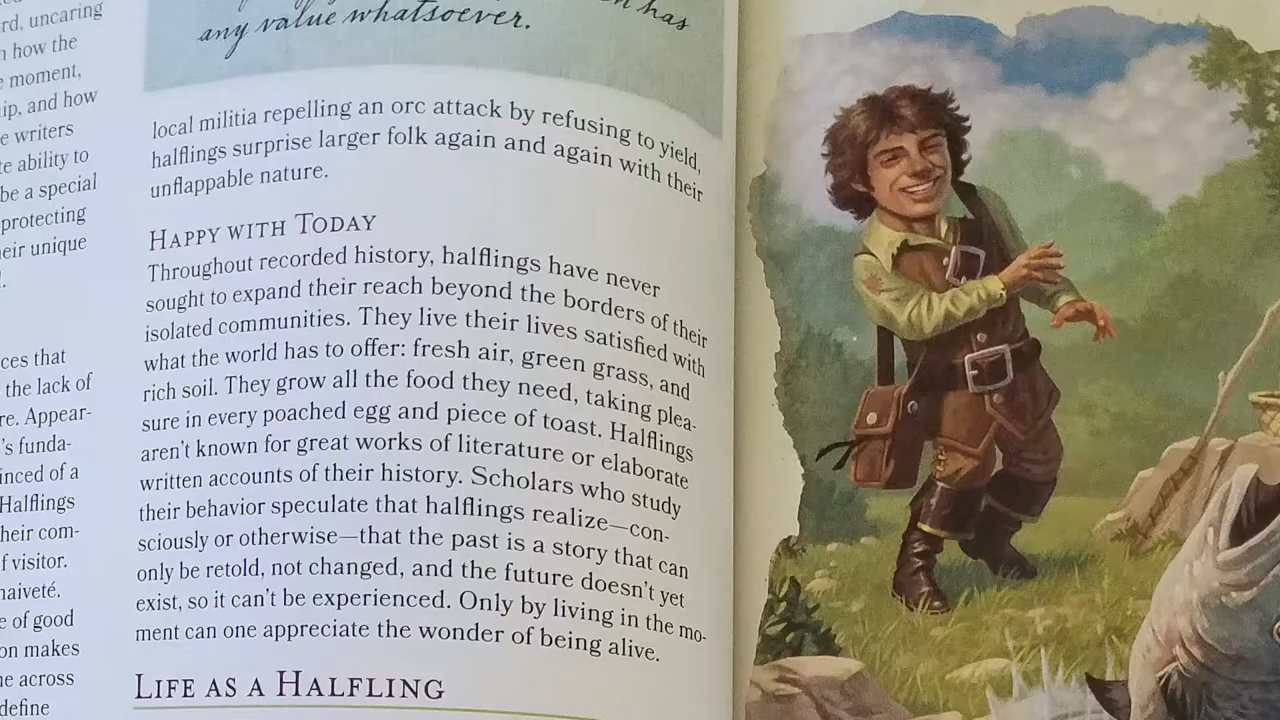 rd, uncaring
how the
moment,
ip, and how
writers
ability to
be a special
protecting
eir unique
ces that
the lack of
re. Appear-
's funda-
inced of a
Halflings
heir com-
f visitor.
naiveté.
of good
on makes
across
define
has
any value whatsoever.
local militia repelling an orc attack by refusing to yield,
halflings surprise larger folk again and again with their
unflappable nature.
Happy with Today
Throughout recorded history, halflings have never
sought to expand their reach beyond the borders of their
isolated communities. They live their lives satisfied with
what the world has to offer: fresh air, green grass, and
rich soil. They grow all the food they need, taking plea-
sure in every poached egg and piece of toast. Halflings
aren't known for great works of literature or elaborate
written accounts of their history. Scholars who study
their behavior speculate that halflings realize—con-
sciously or otherwise—that the past is a story that can
only be retold, not changed, and the future doesn't yet
exist, so it can't be experienced. Only by living in the mo-
ment can one appreciate the wonder of being alive.
Life as a Halfling